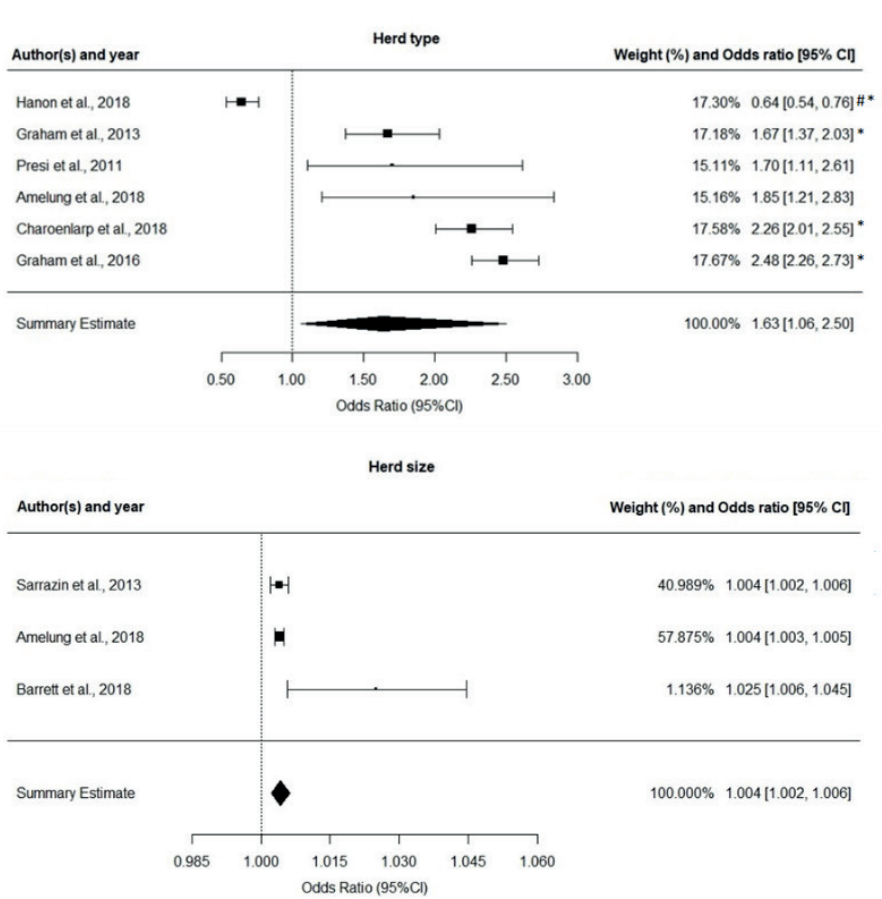 Herd type
Author(s) and year Weight (%) and Odds ratio [95% CI]
Hanon et al., 2018 17.30% 0.64 [0.54, 0.76] # *
Graham et al., 2013 17.18% 1.67 [1.37, 2.03] *
Presi et al., 2011 15.11% 1.70 [1.11, 2.61]
Amelung et al., 2018 15.16% 1.85 [1.21, 2.83]
Charoenlarp et al., 2018 17.58% 2.26 [2.01, 2.55] *
Graham et al., 2016 17.67% 2.48 [2.26, 2.73] *
Summary Estimate 100.00% 1.63 [1.06, 2.50]
0.50 1.00 1.50 2.00 2.50 3.00
Odds Ratio (95%CI)
Herd size
Author(s) and year Weight (%) and Odds ratio [95% CI]
Sarrazin et al., 2013 40.989% 1.004 [1.002, 1.006]
Amelung et al., 2018 57.875% 1.004 [1.003, 1.005]
Barrett et al., 2018 1.136% 1.025 [1.006, 1.045]
Summary Estimate 100.000% 1.004 [1.002, 1.006]
0.985 1.000 1.015 1.030 1.045 1.060
Odds Ratio (95%CI)